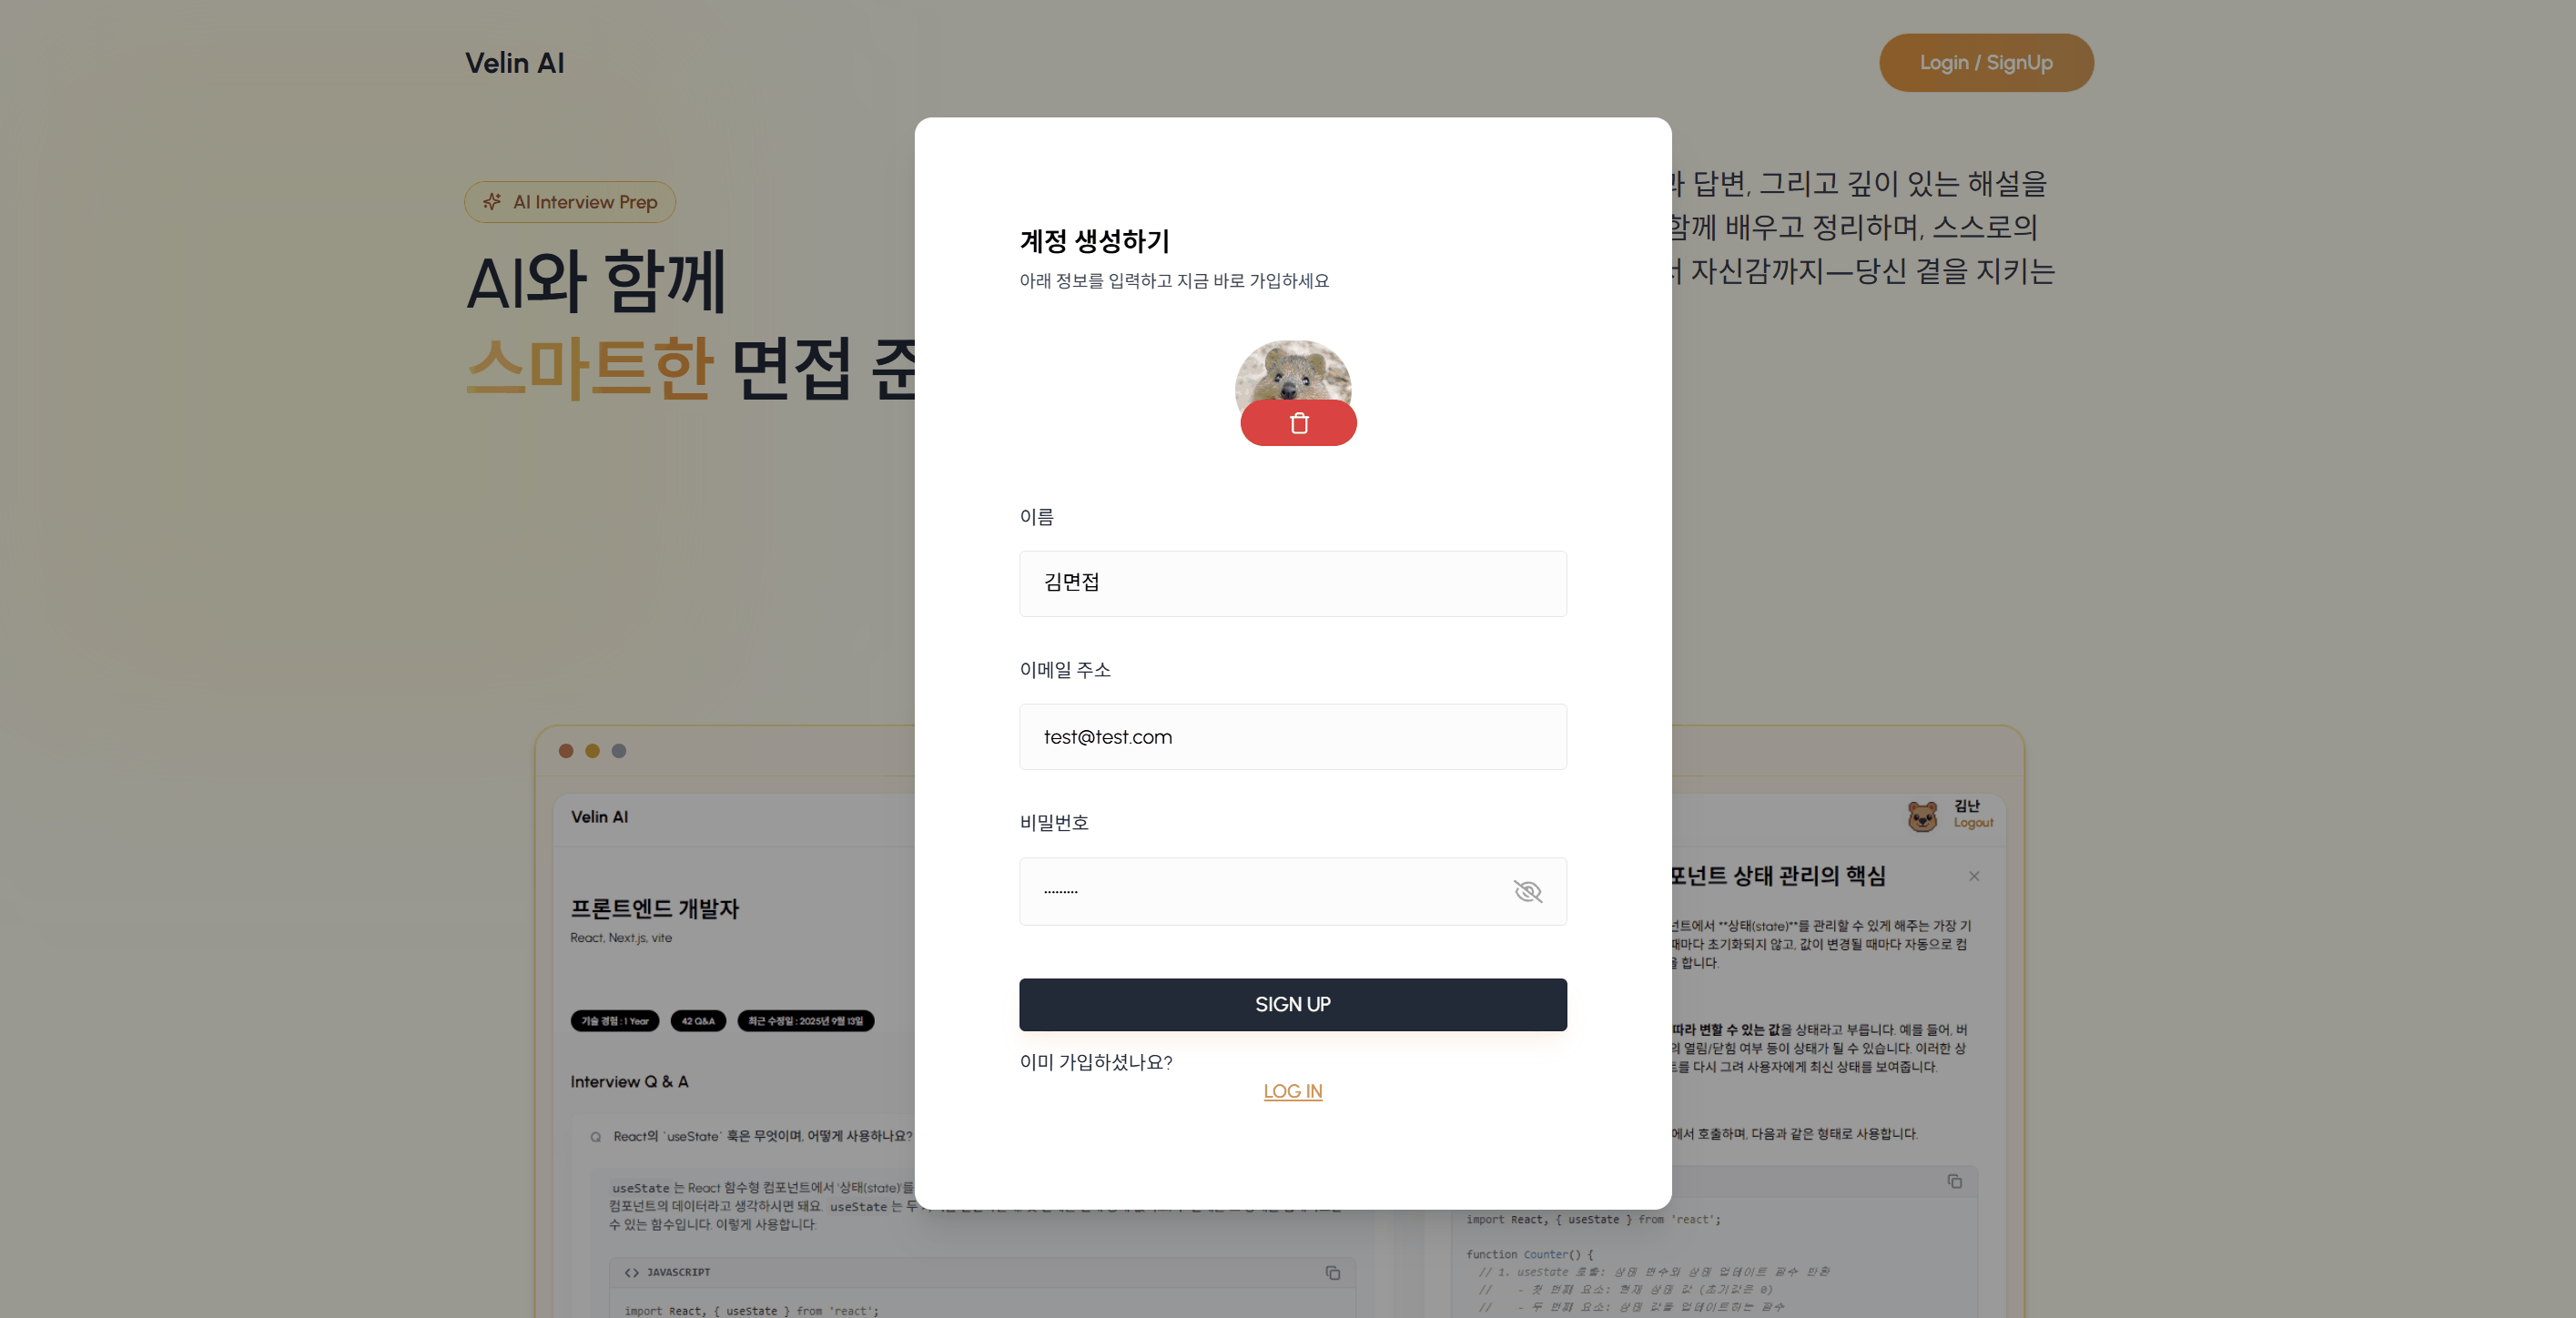 Velin AI
Login / SignUp
AI Interview Prep
AI와 함께
스마트한 면접
답변, 그리고 깊이 있는 해설을
함께 배우고 정리하며, 스스로의
자신감까지—당신 곁을 지키는
계정 생성하기
아래 정보를 입력하고 지금 바로 가입하세요
이름
김면접
이메일 주소
test@test.com
비밀번호
SIGN UP
이미 가입하셨나요?
LOG IN
Velin AI
김난
Logout
프론트엔드 개발자
React, Next.js, vite
기술 경험 : 1 Year
42 Q&A
최근 수정일 : 2025년 9월 13일
Interview Q & A
Q React의 `useState` 훅은 무엇이며, 어떻게 사용하나요?
useState 는 React 함수형 컴포넌트에서 '상태(state)'를
컴포넌트의 데이터라고 생각하시면 돼요. useState 는 두
수 있는 함수입니다. 이렇게 사용합니다:
<> JAVASCRIPT
import React, { useState } from 'react';
포넌트 상태 관리의 핵심
넌트에서 **상태(state)**를 관리할 수 있게 해주는 가장 기
때마다 초기화되지 않고, 값이 변경될 때마다 자동으로 컴
합니다.
따라 변할 수 있는 값을 상태라고 부릅니다. 예를 들어, 버
의 열림/닫힘 여부 등이 상태가 될 수 있습니다. 이러한 상
트를 다시 그려 사용자에게 최신 상태를 보여줍니다.
에서 호출하며, 다음과 같은 형태로 사용합니다.
import React, { useState } from 'react';
function Counter() {
// 1. useState 호출: 상태 변수와 상태 업데이트 함수 반환
// - 첫 번째 요소: 현재 상태 값 (초기값은 0)
// - 두 번째 요소: 상태 값을 업데이트하는 함수